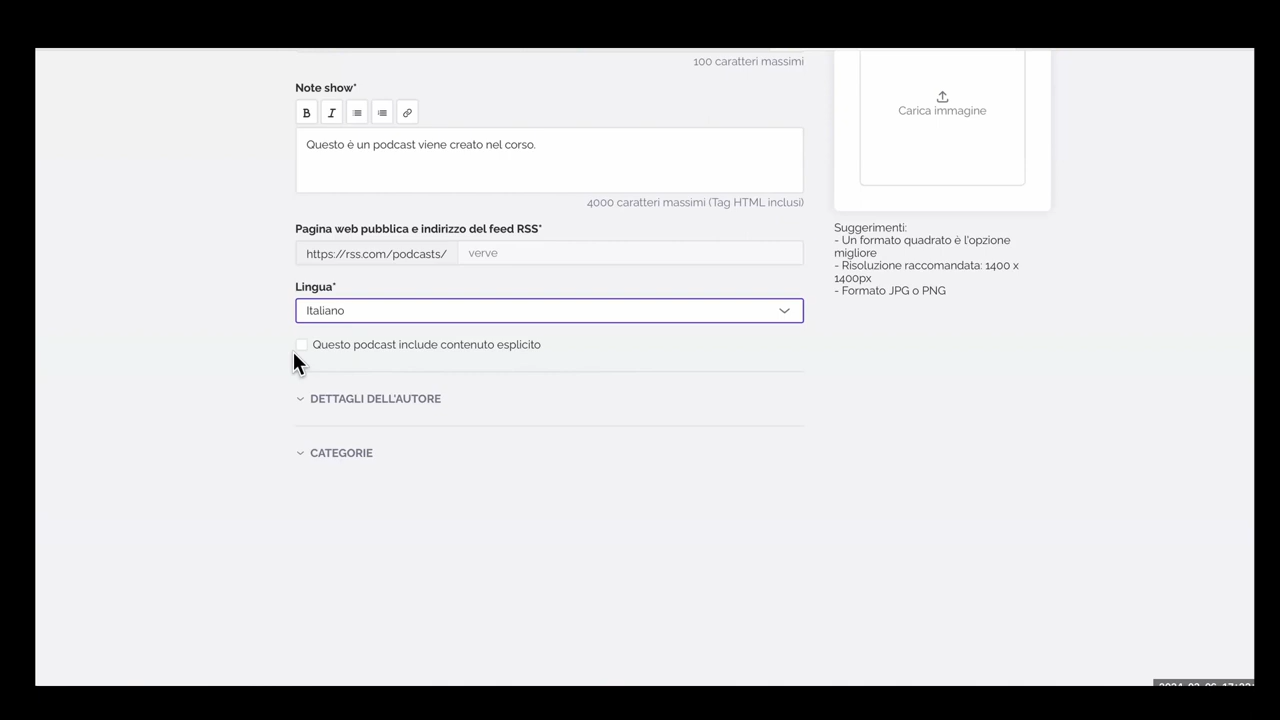 100 caratteri massimi
Note show*
B I
Questo è un podcast viene creato nel corso.
4000 caratteri massimi (Tag HTML inclusi)
Pagina web pubblica e indirizzo del feed RSS*
https://rss.com/podcasts/ verve
Lingua*
Italiano
Questo podcast include contenuto esplicito
DETTAGLI DELL'AUTORE
CATEGORIE
Carica immagine
Suggerimenti:
- Un formato quadrato è l'opzione
migliore
- Risoluzione raccomandata: 1400 x
1400px
- Formato JPG o PNG